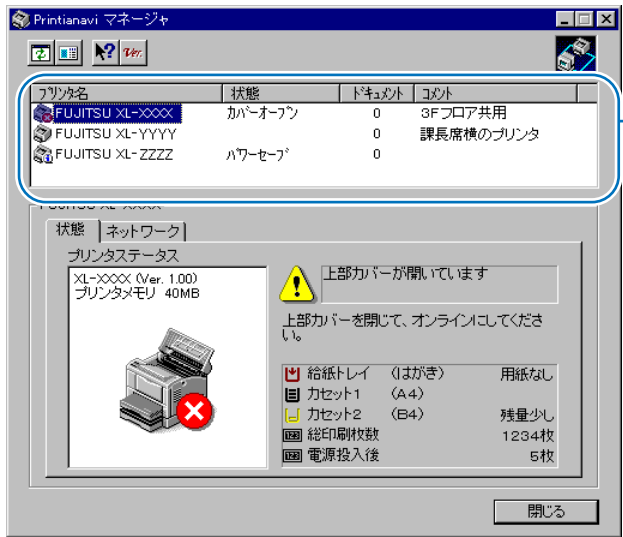 Printianavi マネージャ
Ver.
プリンタ名 状態 ドキュメント コメント
FUJITSU XL-XXXX カバーオープン 0 3Fフロア共用
FUJITSU XL-YYYY 0 課長席横のプリンタ
FUJITSU XL-ZZZZ パワーセーブ 0
FUJITSU XL-XXXX
状態 ネットワーク
プリンタステータス
XL-XXXX (Ver. 1.00)
プリンタメモリ 40MB
上部カバーが開いています
上部カバーを閉じて、オンラインにしてくださ
い。
給紙トレイ (はがき) 用紙なし
カセット1 (A4)
カセット2 (B4) 残量少し
123 総印刷枚数 1234枚
123 電源投入後 5枚
閉じる